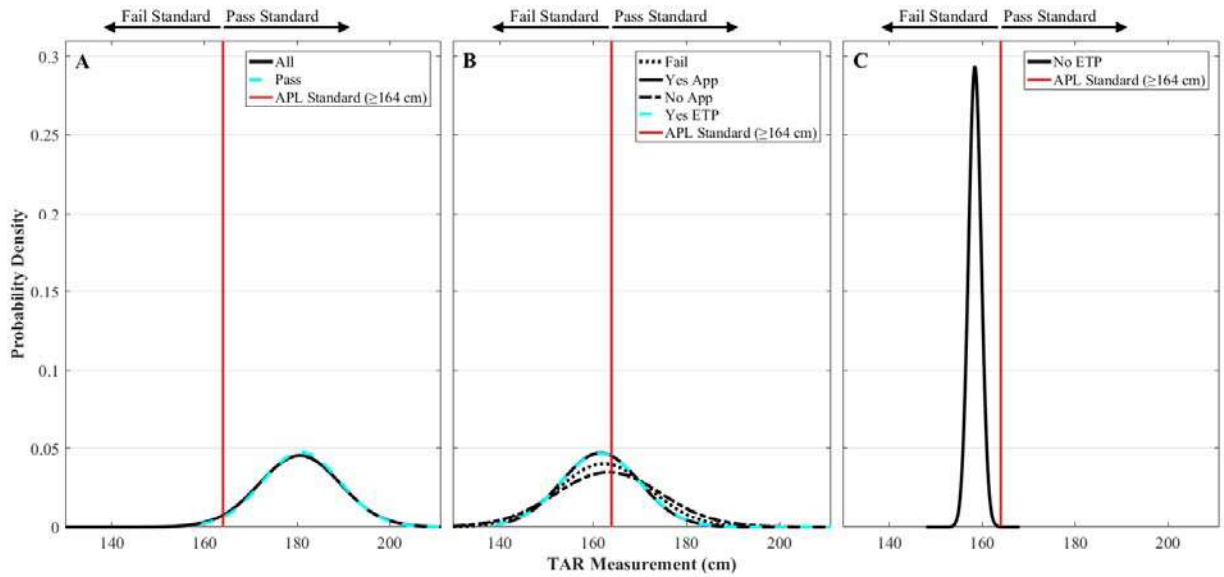 Fail Standard Pass Standard
Fail Standard Pass Standard
Fail Standard Pass Standard
A
All
Pass
APL Standard (≥164 cm)
B
Fail
Yes App
No App
Yes ETP
APL Standard (≥164 cm)
C
No ETP
APL Standard (≥164 cm)
Probability Density
0.3
0.25
0.2
0.15
0.1
0.05
0
140 160 180 200
140 160 180 200
140 160 180 200
TAR Measurement (cm)